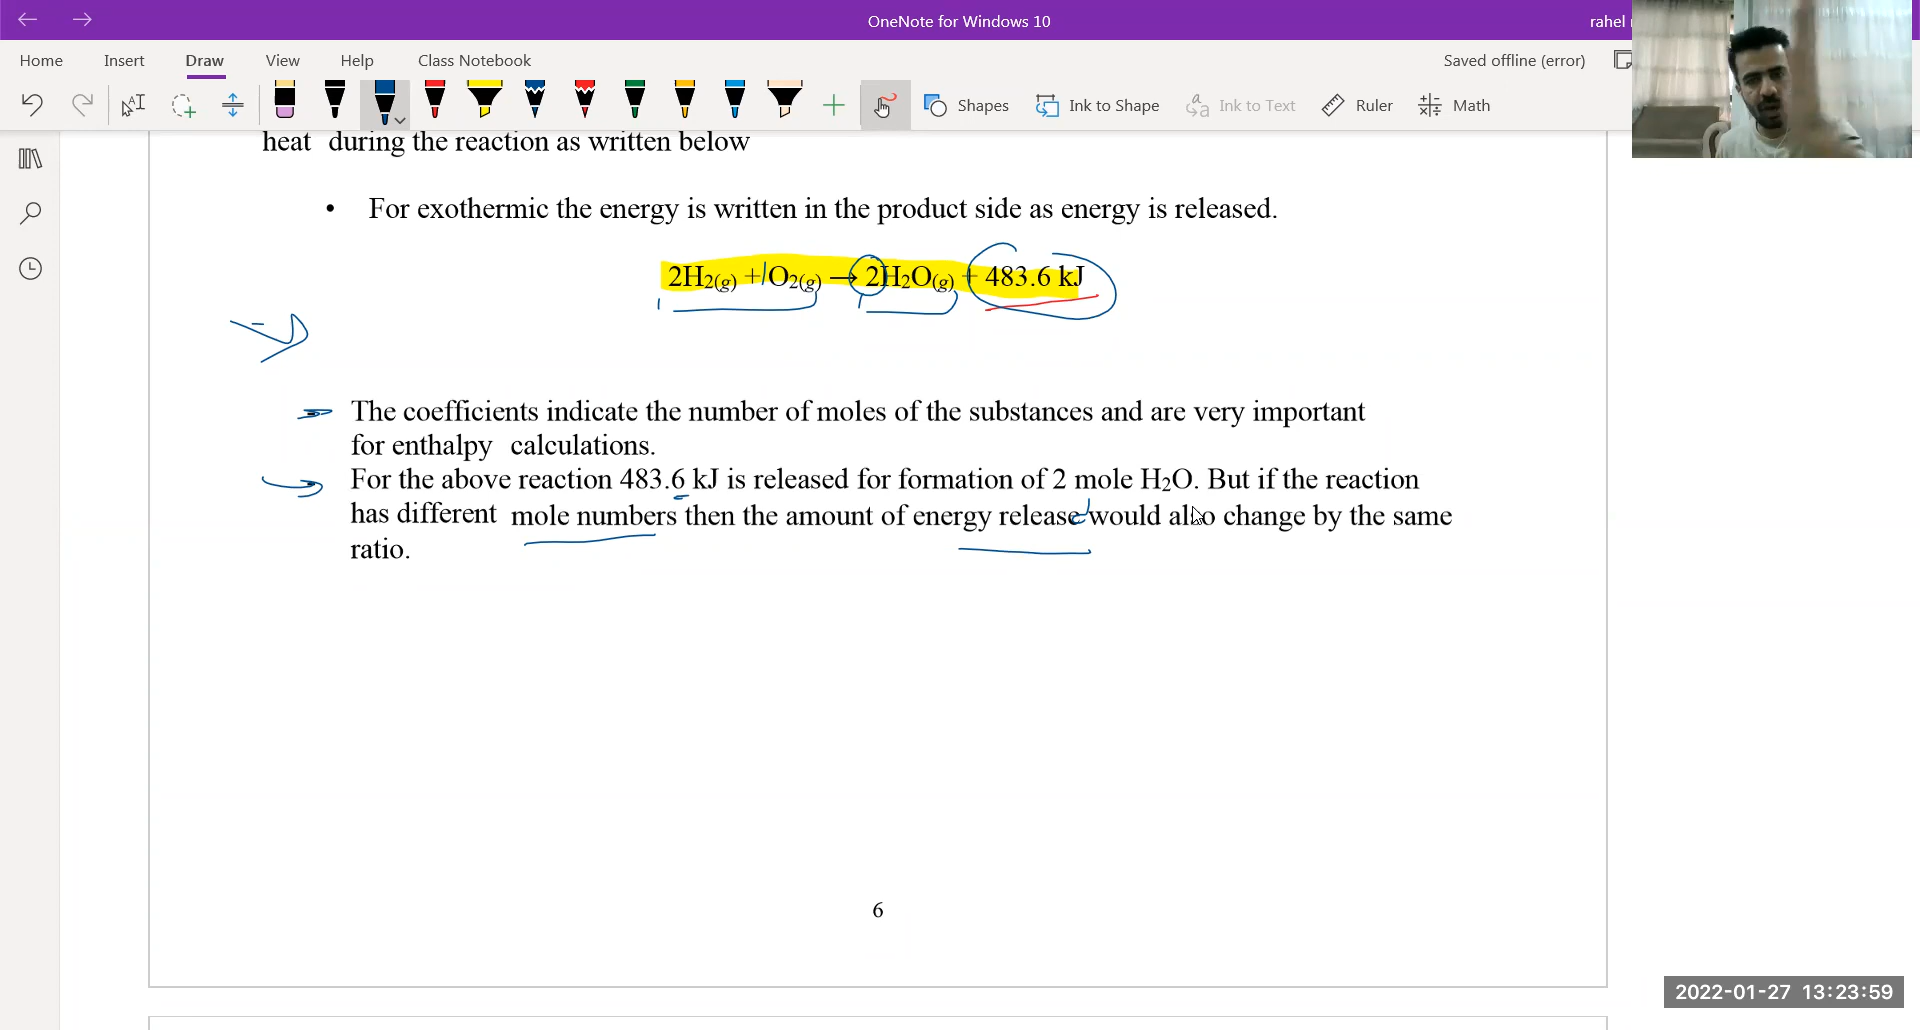 OneNote for Windows 10
rahel
Home Insert Draw View Help Class Notebook
Saved offline (error)
Shapes Ink to Shape Ink to Text Ruler Math
heat during the reaction as written below
• For exothermic the energy is written in the product side as energy is released.
2H₂(g) + 1O₂(g) → 2H₂O(g) + 483.6 kJ
The coefficients indicate the number of moles of the substances and are very important
for enthalpy calculations.
For the above reaction 483.6 kJ is released for formation of 2 mole H₂O. But if the reaction
has different mole numbers then the amount of energy released would also change by the same
ratio.
6
2022-01-27 13:23:59